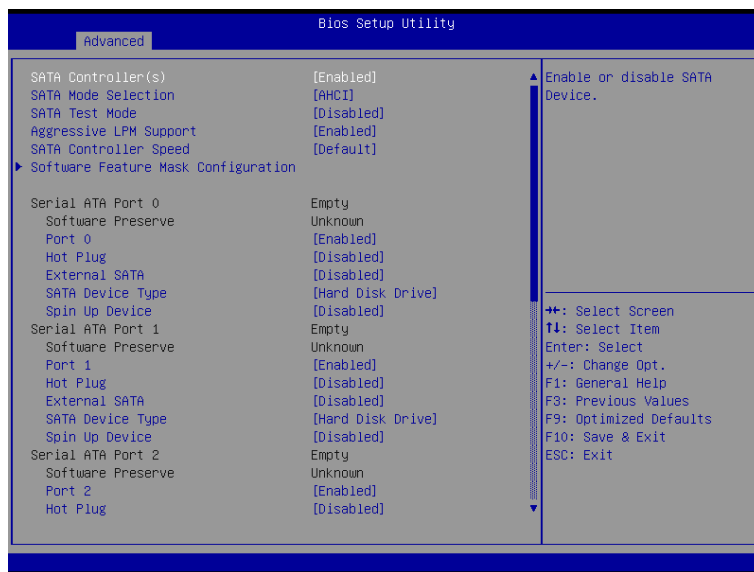 Bios Setup Utility
Advanced
SATA Controller(s) [Enabled]
SATA Mode Selection [AHCI]
SATA Test Mode [Disabled]
Aggressive LPM Support [Enabled]
SATA Controller Speed [Default]
Software Feature Mask Configuration
Serial ATA Port 0 Empty
Software Preserve Unknown
Port 0 [Enabled]
Hot Plug [Disabled]
External SATA [Disabled]
SATA Device Type [Hard Disk Drive]
Spin Up Device [Disabled]
Serial ATA Port 1 Empty
Software Preserve Unknown
Port 1 [Enabled]
Hot Plug [Disabled]
External SATA [Disabled]
SATA Device Type [Hard Disk Drive]
Spin Up Device [Disabled]
Serial ATA Port 2 Empty
Software Preserve Unknown
Port 2 [Enabled]
Hot Plug [Disabled]
Enable or disable SATA
Device.
→←: Select Screen
↑↓: Select Item
Enter: Select
+/-: Change Opt.
F1: General Help
F3: Previous Values
F9: Optimized Defaults
F10: Save & Exit
ESC: Exit